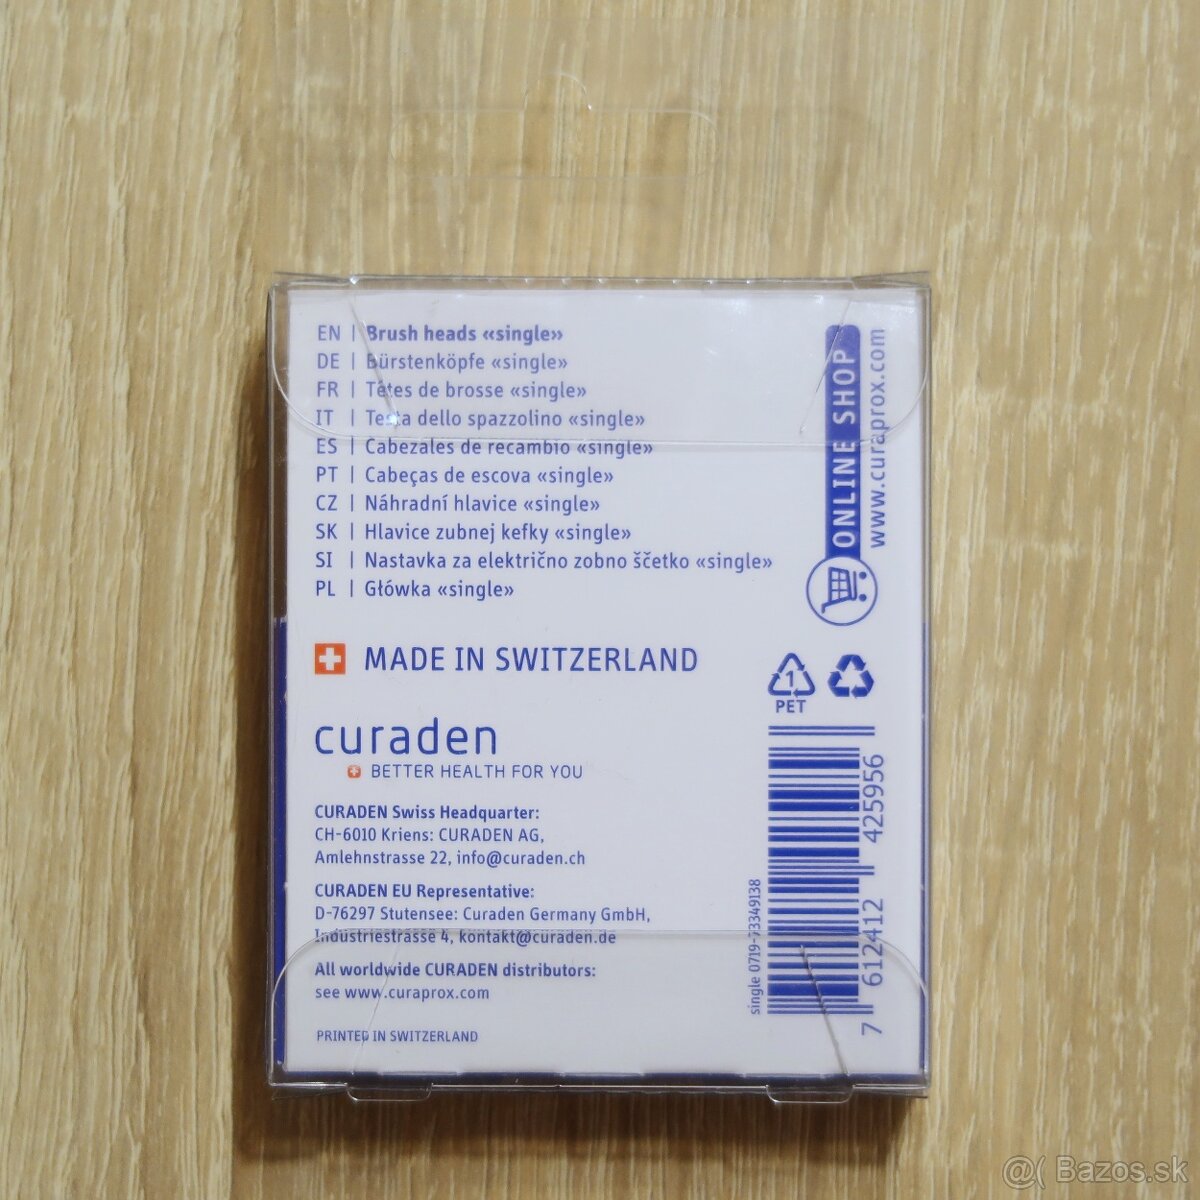 EN | Brush heads «single»
DE | Bürstenköpfe «single»
FR | Têtes de brosse «single»
IT | Testa dello spazzolino «single»
ES | Cabezales de recambio «single»
PT | Cabeças de escova «single»
CZ | Náhradní hlavice «single»
SK | Hlavice zubnej kefky «single»
SI | Nastavka za električno zobno ščetko «single»
PL | Główka «single»
ONLINE SHOP
www.curaprox.com
MADE IN SWITZERLAND
1
PET
curaden
BETTER HEALTH FOR YOU
CURADEN Swiss Headquarter:
CH-6010 Kriens: CURADEN AG,
Amlehnstrasse 22, info@curaden.ch
CURADEN EU Representative:
D-76297 Stutensee: Curaden Germany GmbH,
Industriestrasse 4, kontakt@curaden.de
All worldwide CURADEN distributors:
see www.curaprox.com
PRINTED IN SWITZERLAND
single 0719-73349138
7 612412 425956
@( Bazos.sk